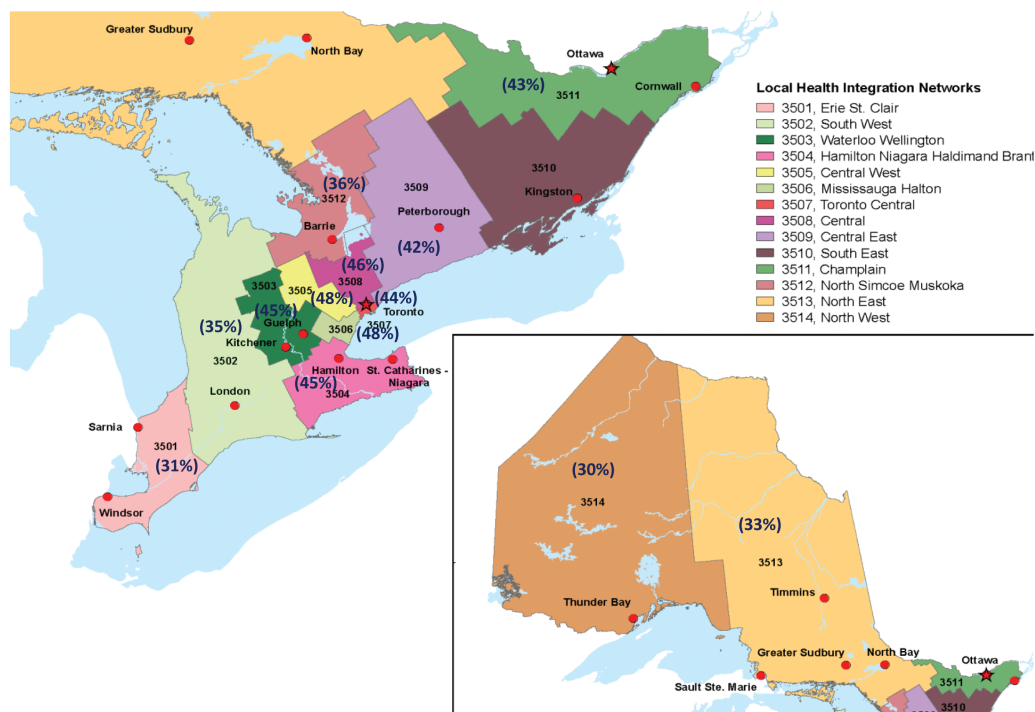 Greater Sudbury
North Bay
Ottawa
(43%)
3511
Cornwall
Local Health Integration Networks
3501, Erie St. Clair
3502, South West
3503, Waterloo Wellington
3504, Hamilton Niagara Haldimand Brant
3505, Central West
3506, Mississauga Halton
3507, Toronto Central
3508, Central
3509, Central East
3510, South East
3511, Champlain
3512, North Simcoe Muskoka
3513, North East
3514, North West
(36%)
3512
3509
3510
Kingston
Peterborough
Barrie
(42%)
(46%)
3508
3503
3505
(48%)
(44%)
(45%)
Toronto
3507
Guelph
3506
(48%)
(35%)
Kitchener
3502
Hamilton
St. Catharines -
Niagara
(45%)
3504
London
Sarnia
3501
(31%)
Windsor
(30%)
3514
(33%)
3513
Timmins
Thunder Bay
Greater Sudbury
North Bay
Ottawa
Sault Ste. Marie
3511
3510